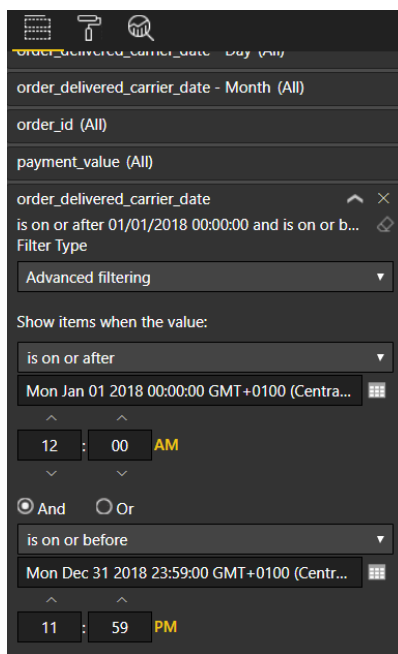 order_delivered_carrier_date - Day (All)
order_delivered_carrier_date - Month (All)
order_id (All)
payment_value (All)
order_delivered_carrier_date
is on or after 01/01/2018 00:00:00 and is on or b...
Filter Type
Advanced filtering
Show items when the value:
is on or after
Mon Jan 01 2018 00:00:00 GMT+0100 (Centra...
12 : 00 AM
And Or
is on or before
Mon Dec 31 2018 23:59:00 GMT+0100 (Centr...
11 : 59 PM